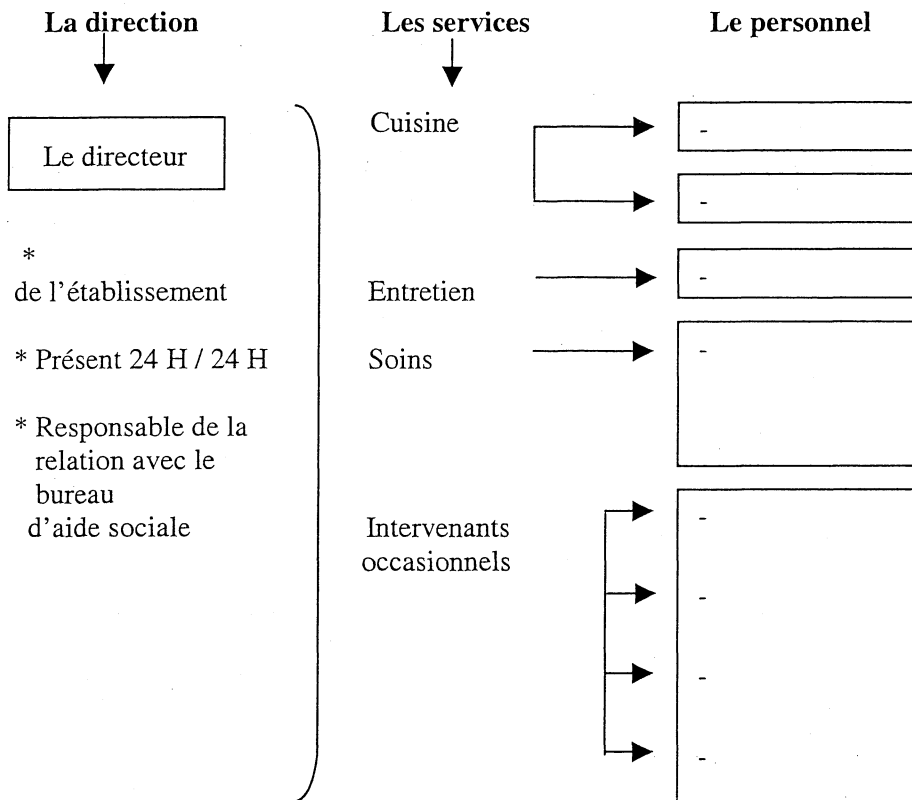 La direction
Les services
Le personnel
Le directeur
*
de l'établissement
* Présent 24 H / 24 H
* Responsable de la
relation avec le
bureau
d'aide sociale
Cuisine
-
-
Entretien
-
Soins
-
Intervenants
occasionnels
-
-
-
-